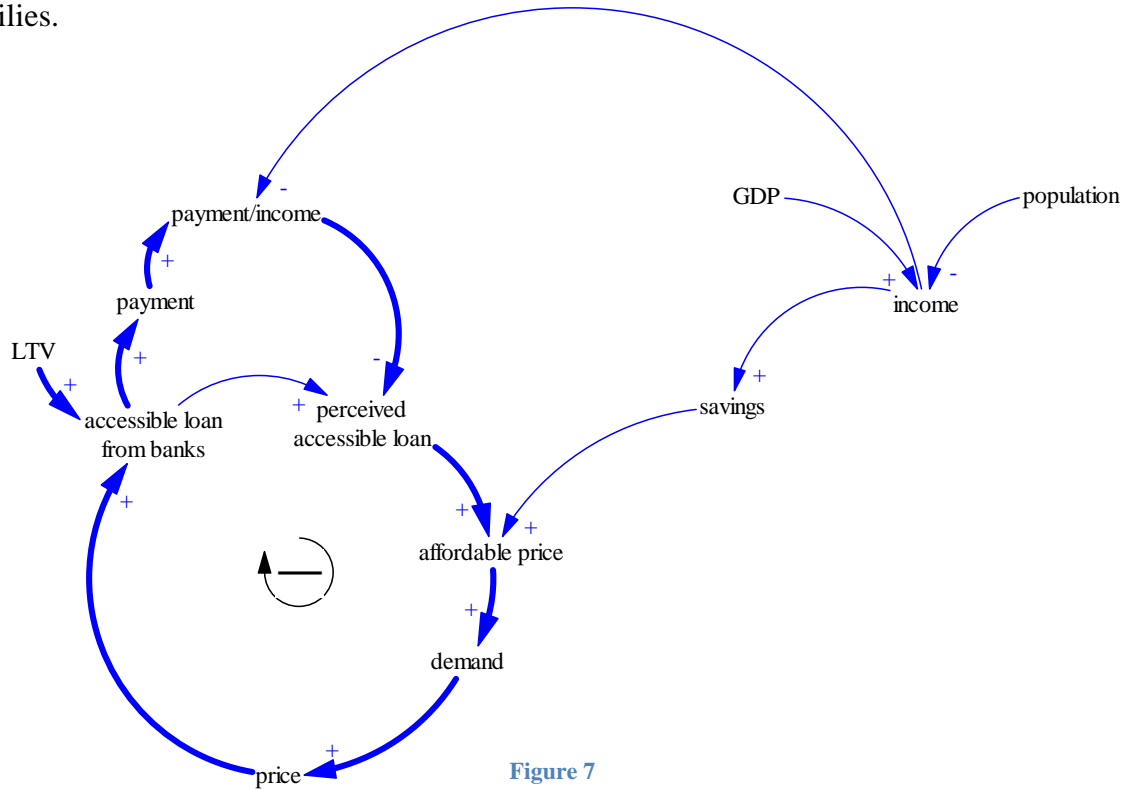 ilies.
-
payment/income
GDP
population
+
-
+
income
payment
LTV
+
+
-
+
savings
+
perceived
accessible loan
accessible loan
from banks
+
+
+
affordable price
+
demand
+
price
Figure 7